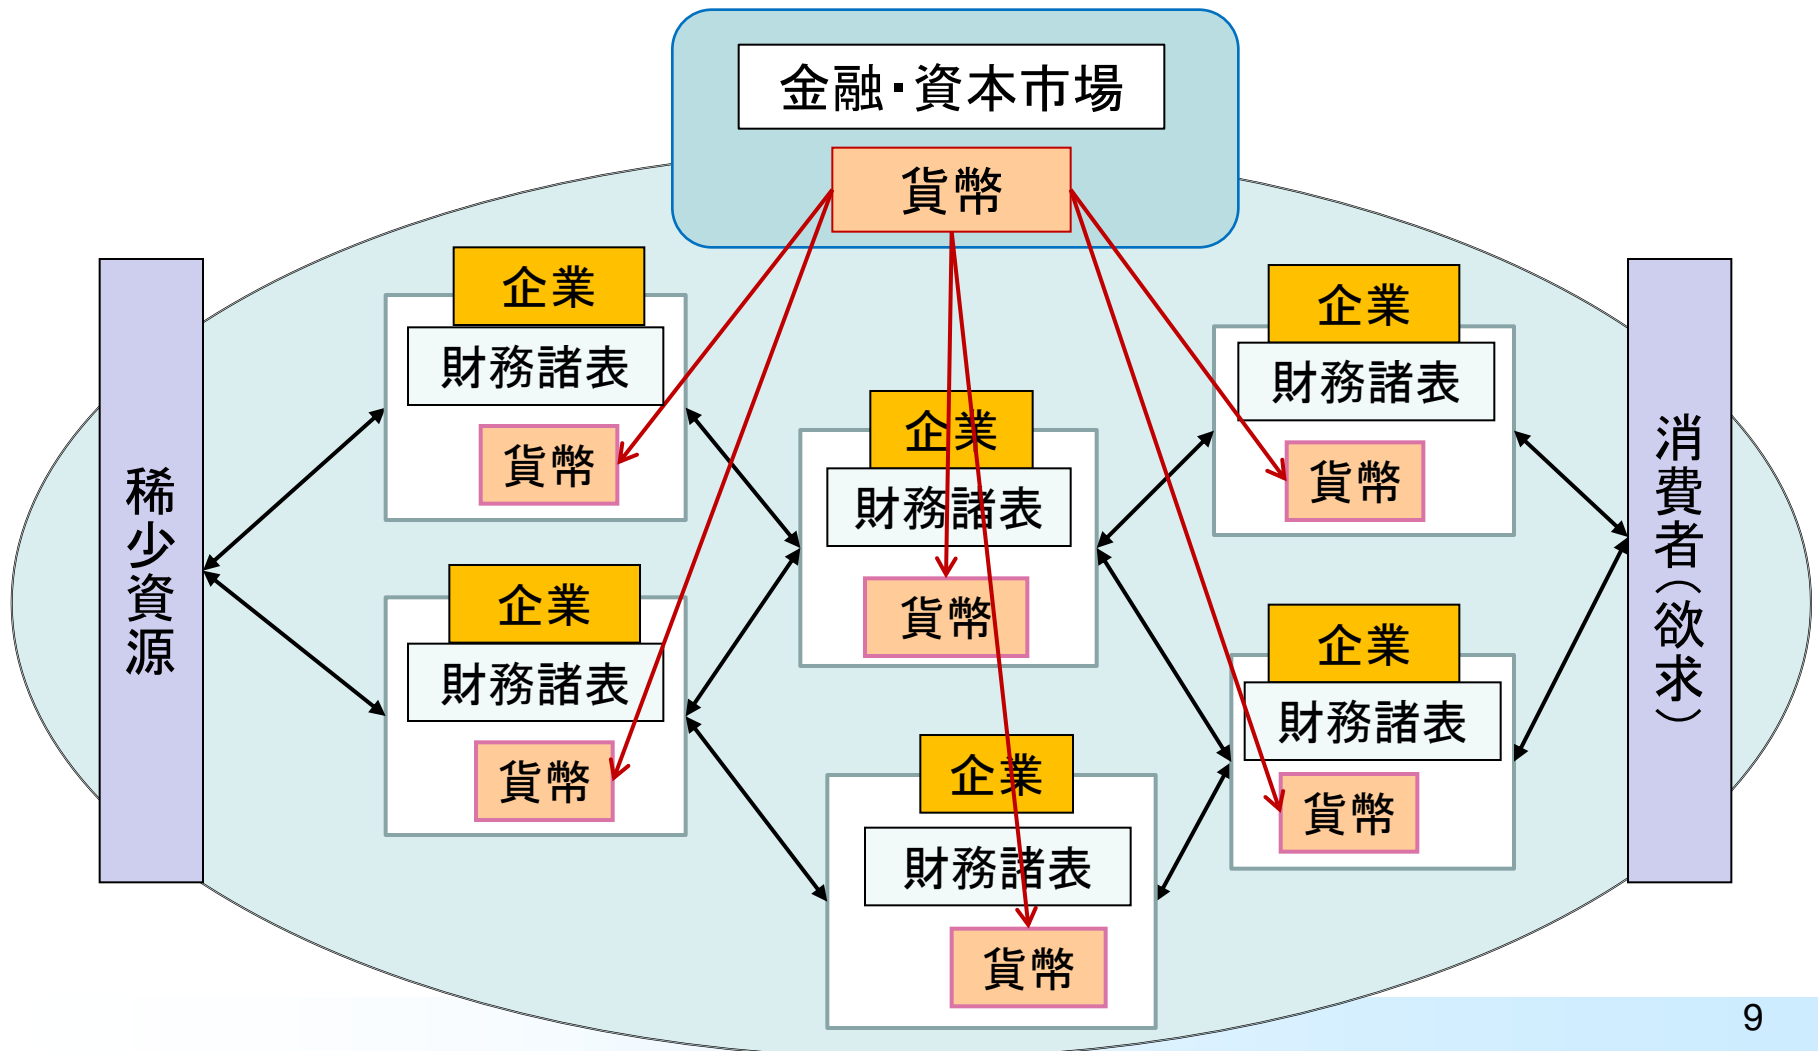 金融・資本市場
貨幣
企業
財務諸表
貨幣
企業
財務諸表
貨幣
企業
財務諸表
貨幣
企業
財務諸表
貨幣
企業
財務諸表
貨幣
企業
財務諸表
貨幣
稀少資源
消費者(欲求)
9